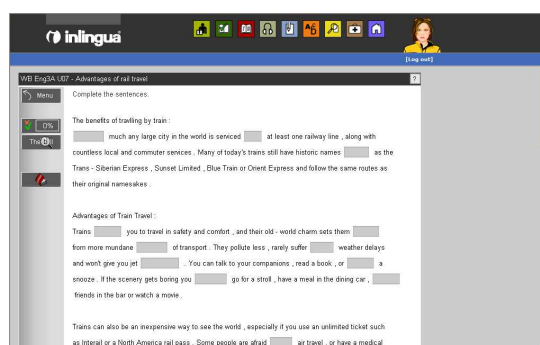 inlingua
[Log out]
WB Eng3A U07 - Advantages of rail travel ?
Menu
Complete the sentences.
0%
The benefits of trawlling by train :
much any large city in the world is serviced at least one railway line , along with
countless local and commuter services . Many of today's trains still have historic names as the
Trans - Siberian Express , Sunset Limited , Blue Train or Orient Express and follow the same routes as
their original namesakes .
Advantages of Train Travel :
Trains you to travel in safety and comfort , and their old - world charm sets them
from more mundane of transport . They pollute less , rarely suffer weather delays
and won't give you jet . You can talk to your companions , read a book , or a
snooze . If the scenery gets boring you go for a stroll , have a meal in the dining car ,
friends in the bar or watch a movie .
Trains can also be an inexpensive way to see the world , especially if you use an unlimited ticket such
as Interail or a North America rail pass . Some people are afraid air travel , or have a medical